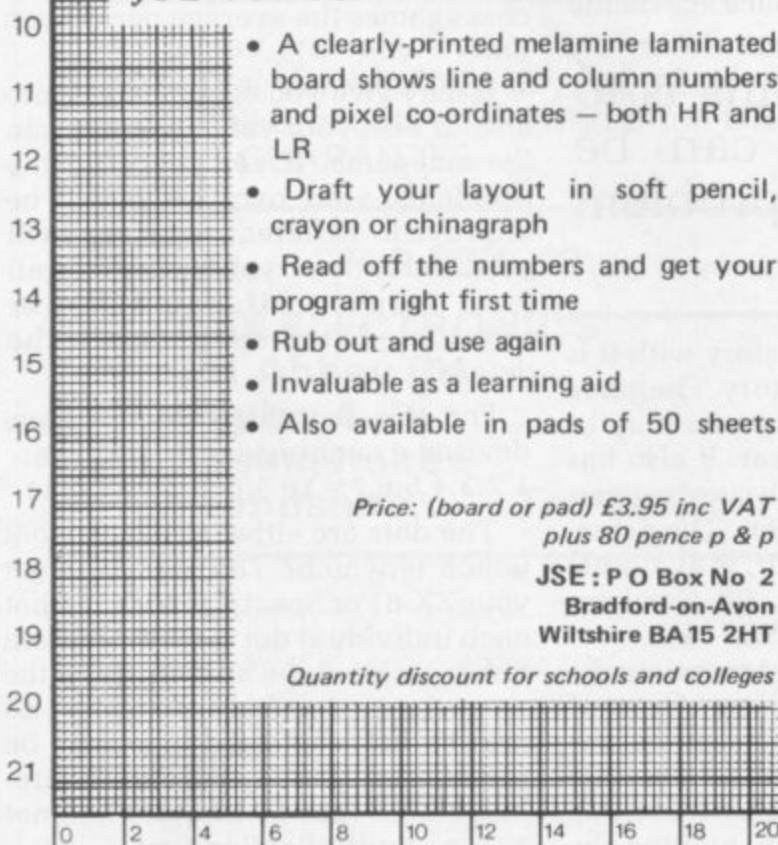 10
• A clearly-printed melamine laminated
11
board shows line and column numbers
and pixel co-ordinates – both HR and
12
LR
• Draft your layout in soft pencil,
13
crayon or chinagraph
• Read off the numbers and get your
14
program right first time
15
• Rub out and use again
• Invaluable as a learning aid
16
• Also available in pads of 50 sheets
17
Price: (board or pad) £3.95 inc VAT
plus 80 pence p & p
18
JSE : P O Box No 2
Bradford-on-Avon
19
Wiltshire BA15 2HT
Quantity discount for schools and colleges
20
21
0 2 4 6 8 10 12 14 16 18 20